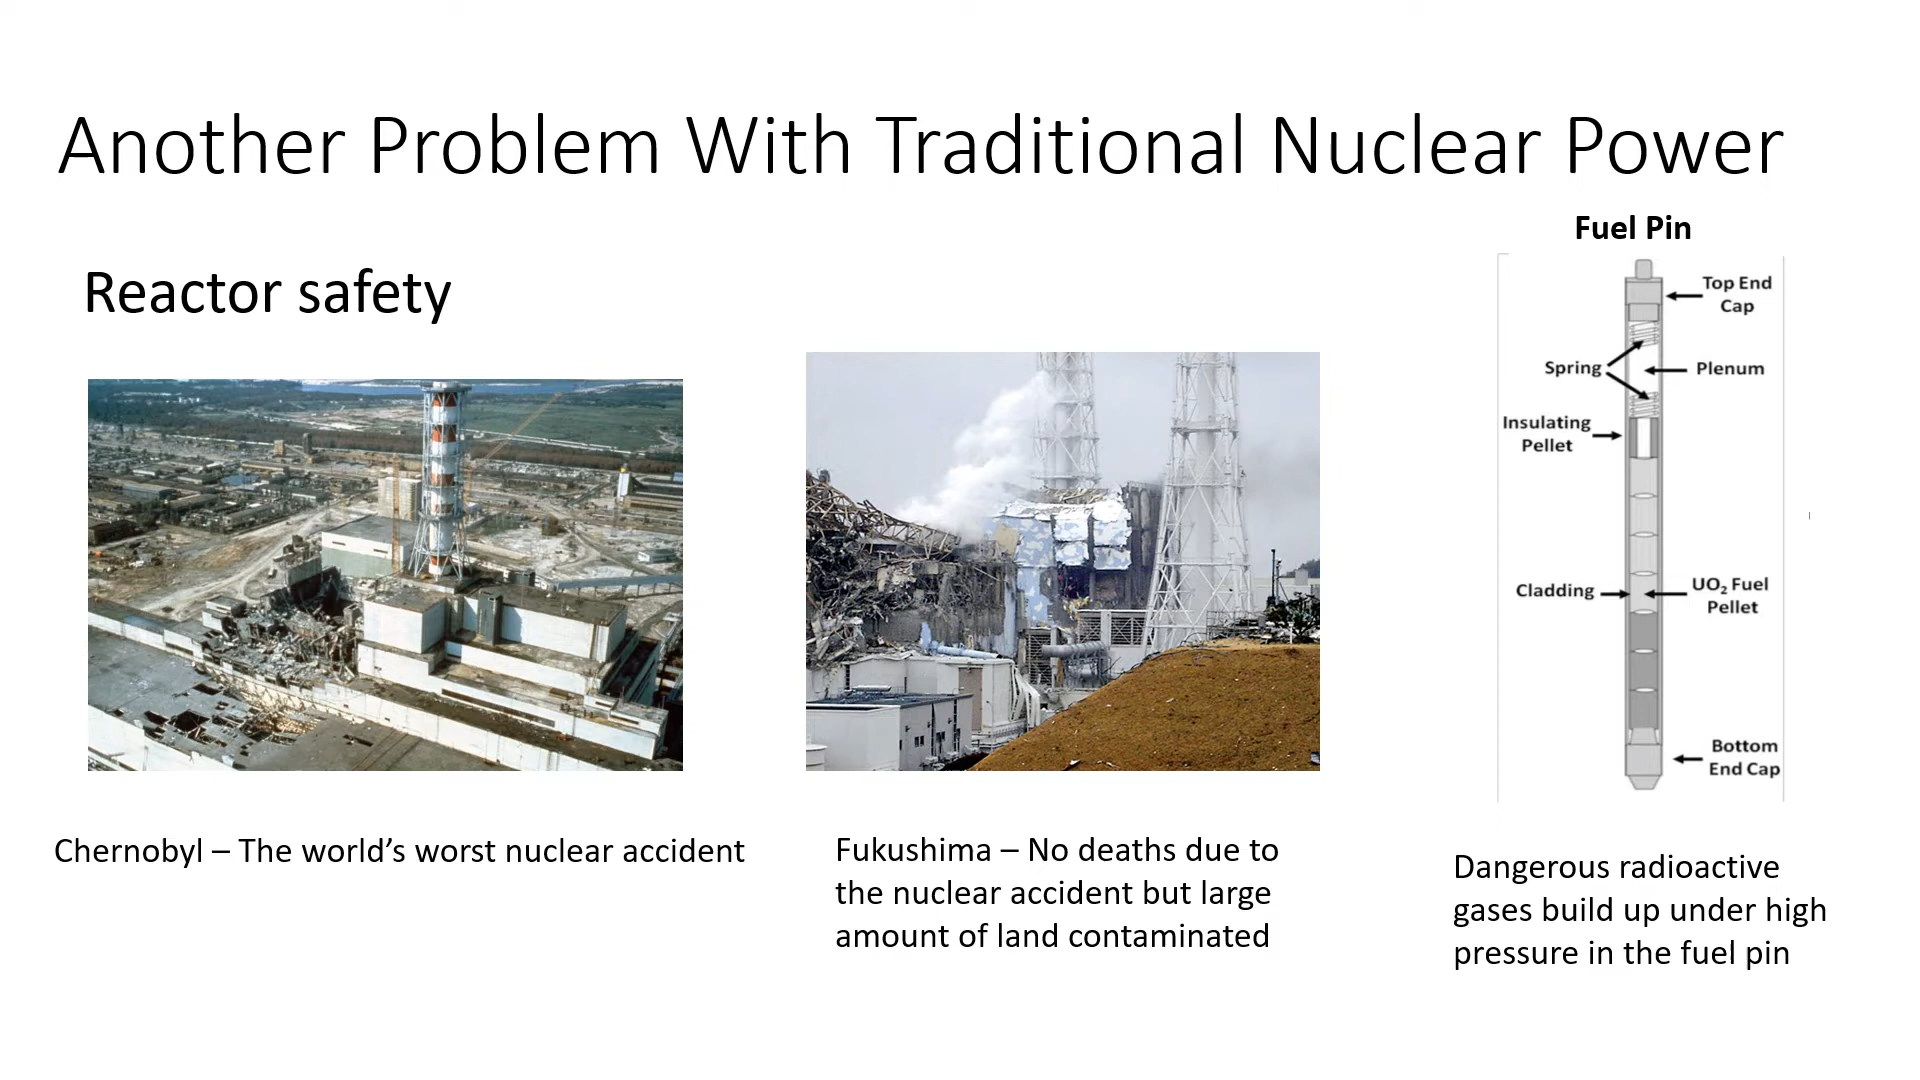 Another Problem With Traditional Nuclear Power
Reactor safety
Fuel Pin
Top End
Cap
Spring
Plenum
Insulating
Pellet
Cladding
UO₂ Fuel
Pellet
Bottom
End Cap
Chernobyl – The world’s worst nuclear accident
Fukushima – No deaths due to
the nuclear accident but large
amount of land contaminated
Dangerous radioactive
gases build up under high
pressure in the fuel pin